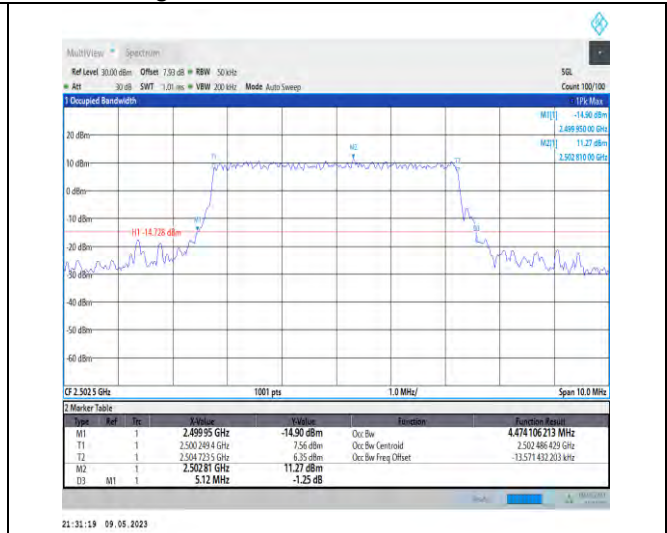 MultiView Spectrum
Ref Level 30.00 dBm Offset 7.93 dB RBW 50 kHz SGL
Att 30 dB SWT 1.01 ms VBW 200 kHz Mode Auto Sweep Count 100/100
1 Occupied Bandwidth 1Pk Max
M1[1] -14.90 dBm
2.499 950 00 GHz
M2[1] 11.27 dBm
2.502 810 00 GHz
20 dBm
10 dBm
0 dBm
-10 dBm
-20 dBm
-30 dBm
-40 dBm
-50 dBm
-60 dBm
T1
M2
T2
M1
D3
H1 -14.728 dBm
CF 2.502 5 GHz 1001 pts 1.0 MHz/ Span 10.0 MHz
2 Marker Table
Type Ref Trc X-Value Y-Value Function Function Result
M1 1 2.499 95 GHz -14.90 dBm Occ Bw 4.474 106 213 MHz
T1 1 2.500 249 4 GHz 7.56 dBm Occ Bw Centroid 2.502 486 429 GHz
T2 1 2.504 723 5 GHz 6.35 dBm Occ Bw Freq Offset -13.571 432 203 kHz
M2 1 2.502 81 GHz 11.27 dBm
D3 M1 1 5.12 MHz -1.25 dB
21:31:19 09.05.2023